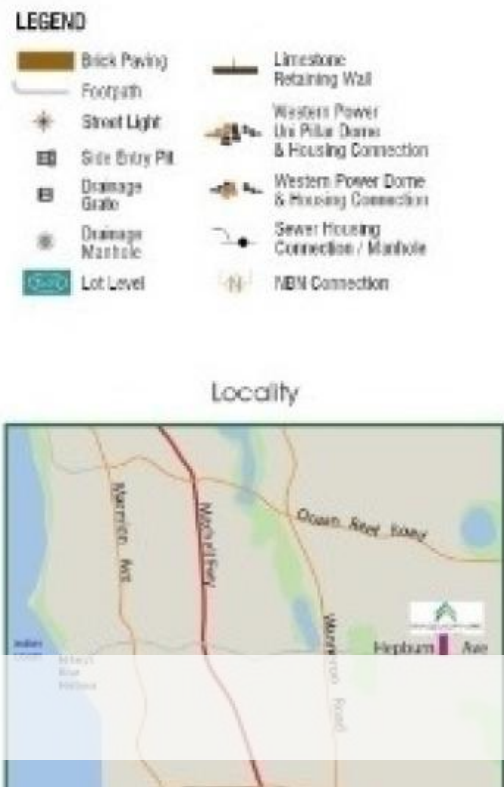 LEGEND
Brick Paving
Footpath
Street Light
Side Entry Pit
Drainage
Grate
Drainage
Manhole
Lot Level
Limestone
Retaining Wall
Western Power
Uni Pillar Dome
& Housing Connection
Western Power Dome
& Housing Connection
Sewer Housing
Connection / Manhole
N
NBN Connection
Locality
Marmion Ave
Mitchell Fwy
Ocean Reef Road
Wanneroo Road
Hepburn Ave
Indian
Ocean